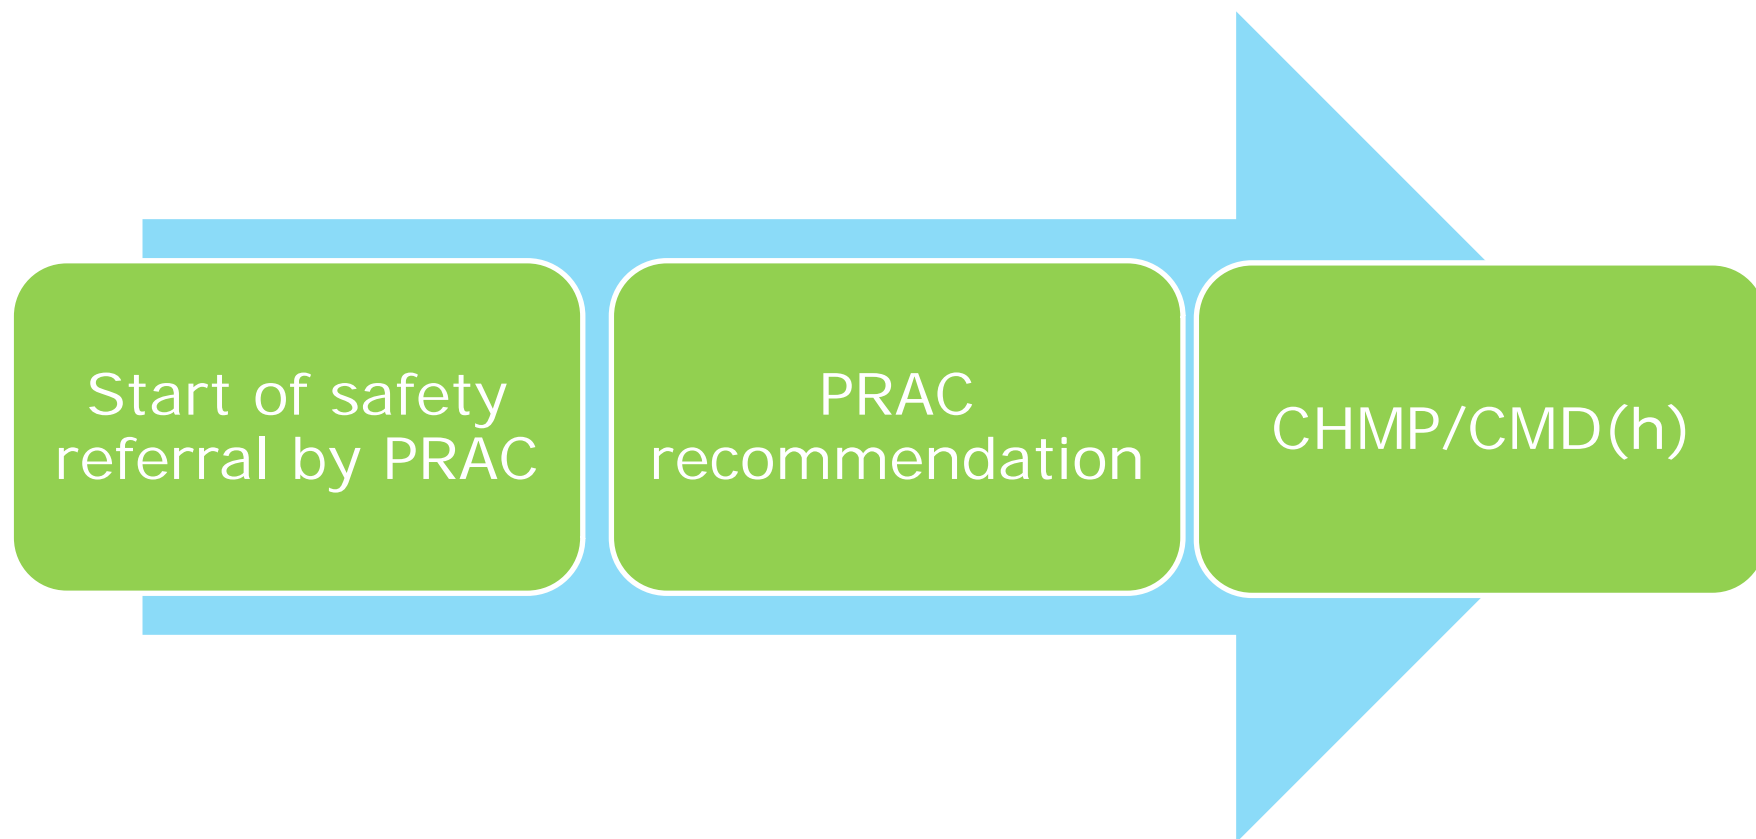 Start of safety
referral by PRAC
PRAC
recommendation
CHMP/CMD(h)